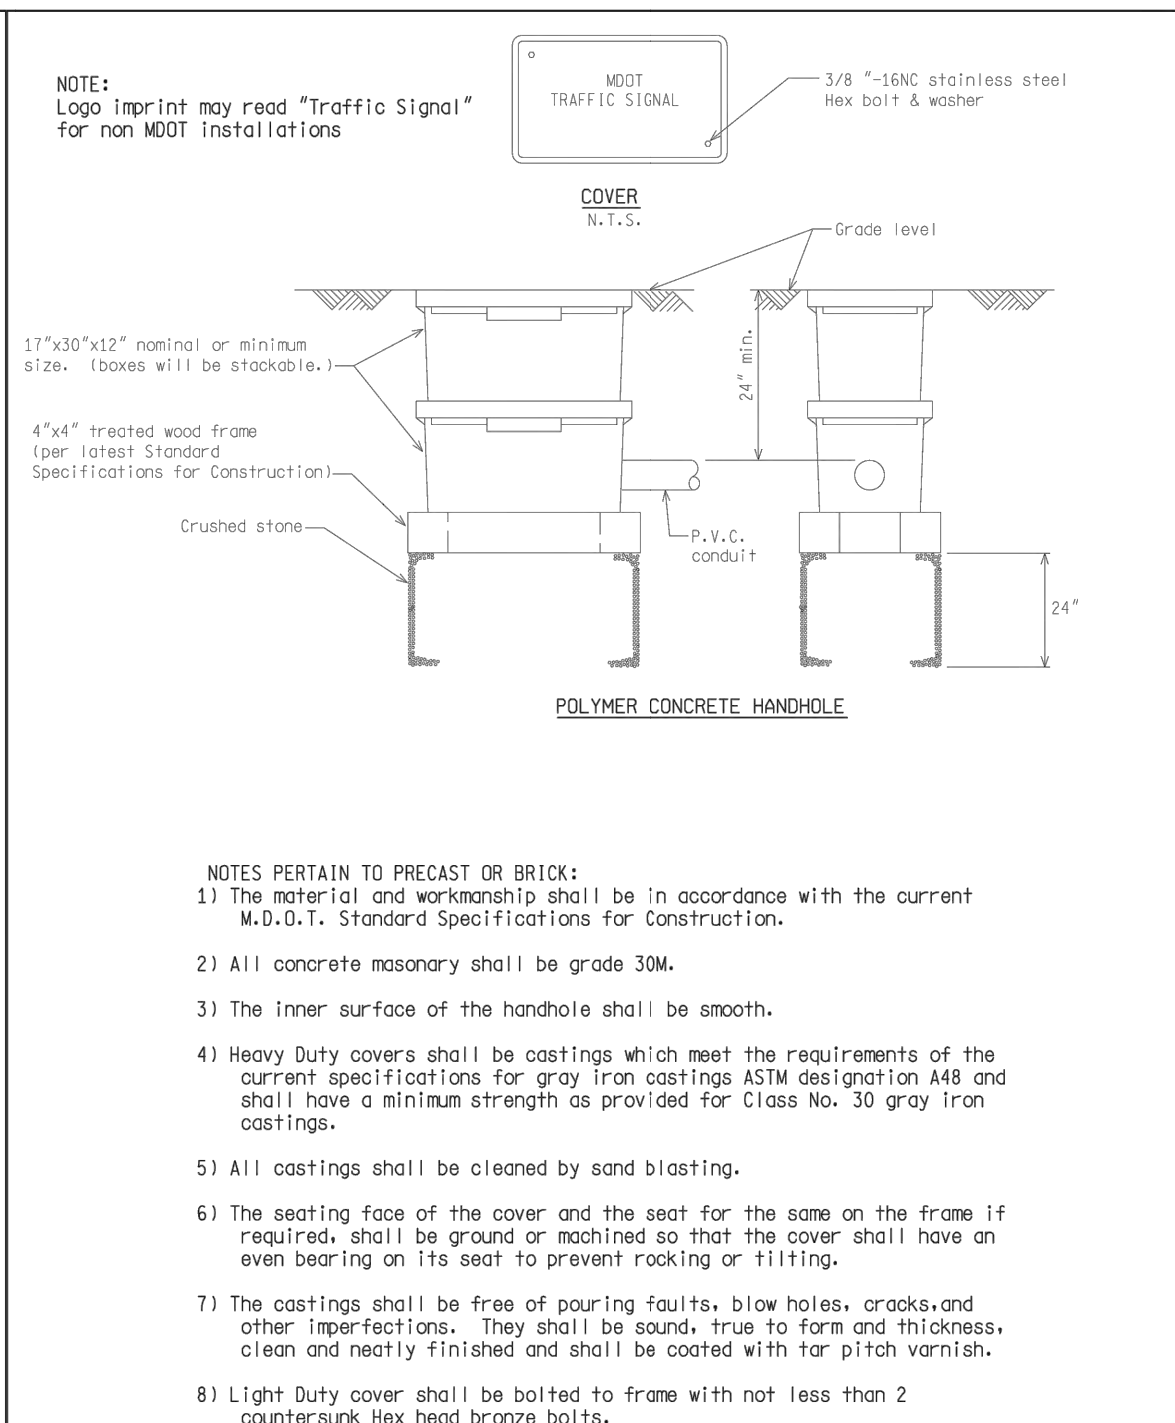 NOTE:
Logo imprint may read "Traffic Signal"
for non MDOT installations
MDOT
TRAFFIC SIGNAL
3/8 "-16NC stainless steel
Hex bolt & washer
COVER
N.T.S.
Grade level
17"x30"x12" nominal or minimum
size. (boxes will be stackable.)
24" min.
4"x4" treated wood frame
(per latest Standard
Specifications for Construction)
Crushed stone
P.V.C.
conduit
24"
POLYMER CONCRETE HANDHOLE
NOTES PERTAIN TO PRECAST OR BRICK:
1) The material and workmanship shall be in accordance with the current
M.D.O.T. Standard Specifications for Construction.
2) All concrete masonary shall be grade 30M.
3) The inner surface of the handhole shall be smooth.
4) Heavy Duty covers shall be castings which meet the requirements of the
current specifications for gray iron castings ASTM designation A48 and
shall have a minimum strength as provided for Class No. 30 gray iron
castings.
5) All castings shall be cleaned by sand blasting.
6) The seating face of the cover and the seat for the same on the frame if
required, shall be ground or machined so that the cover shall have an
even bearing on its seat to prevent rocking or tilting.
7) The castings shall be free of pouring faults, blow holes, cracks,and
other imperfections. They shall be sound, true to form and thickness,
clean and neatly finished and shall be coated with tar pitch varnish.
8) Light Duty cover shall be bolted to frame with not less than 2
countersunk Hex head bronze bolts.